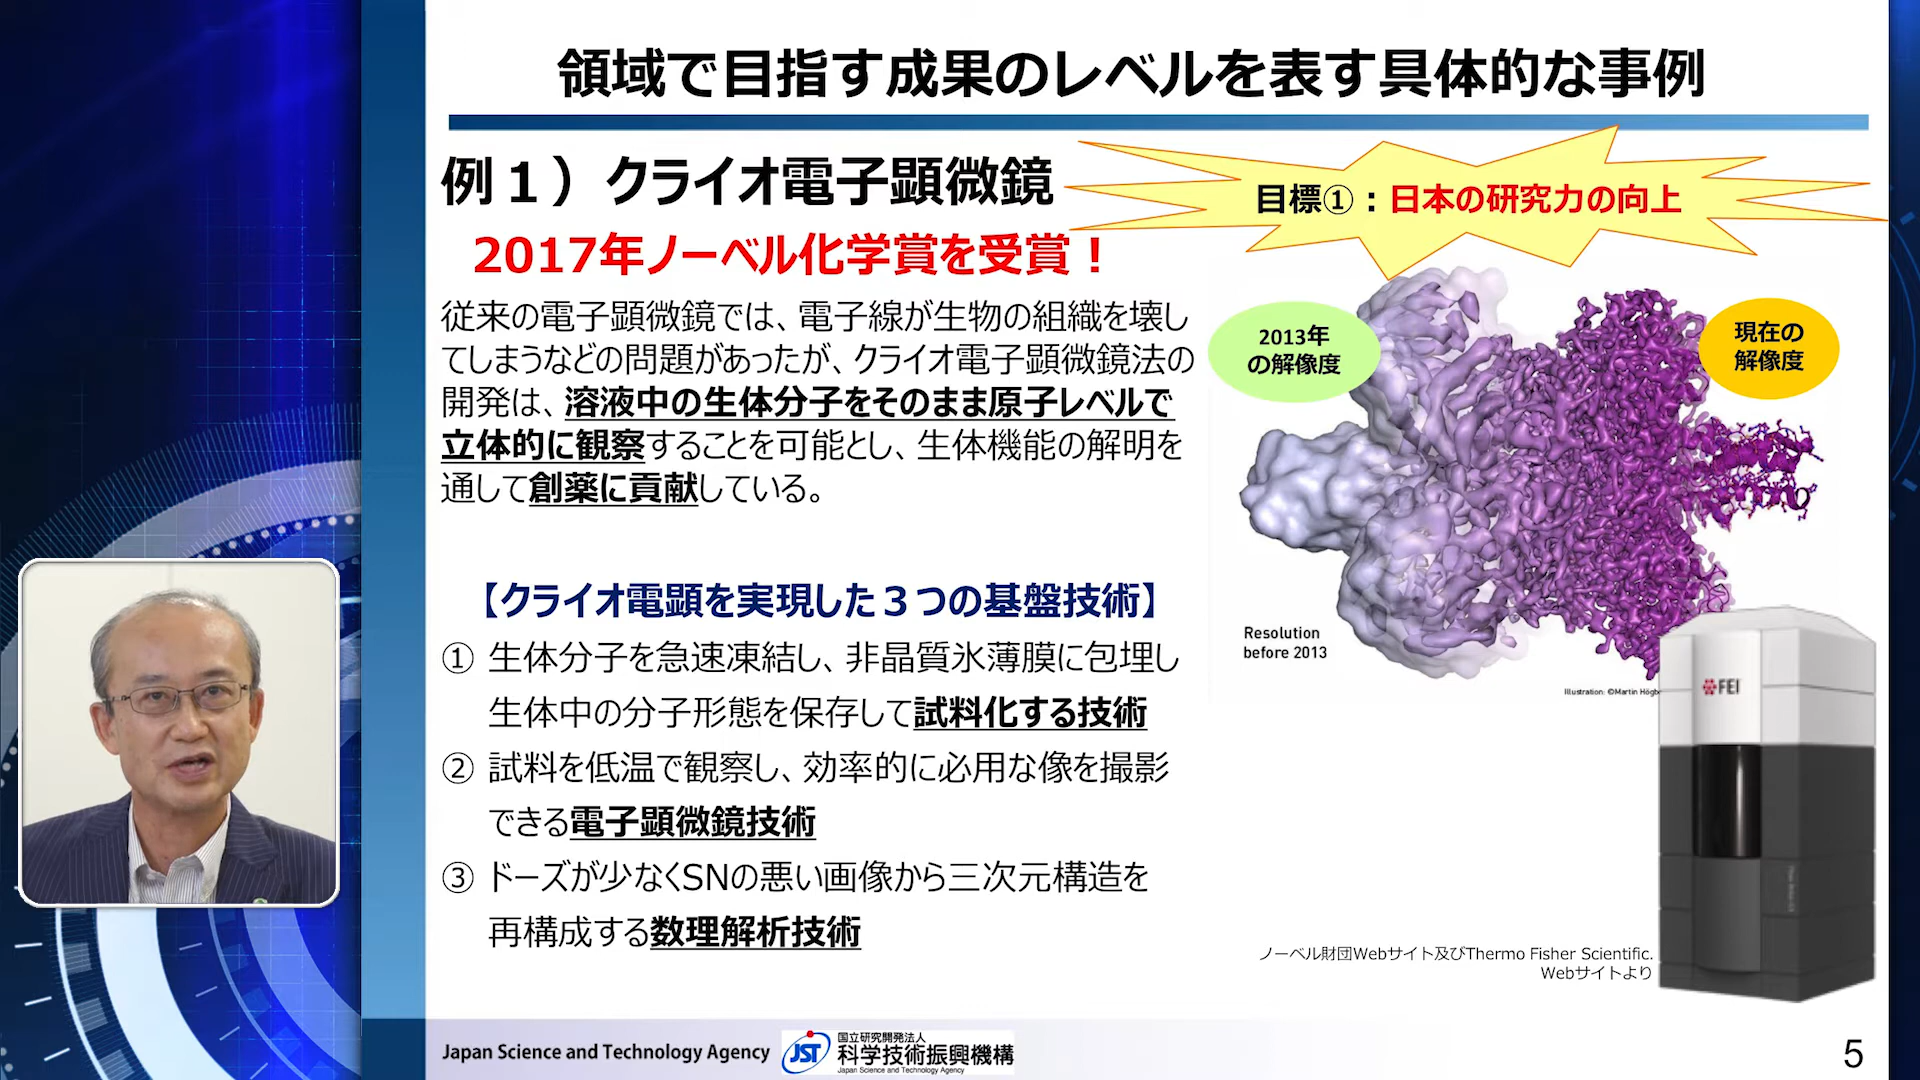 領域で目指す成果のレベルを表す具体的な事例
例１）クライオ電子顕微鏡
目標①：日本の研究力の向上
2017年ノーベル化学賞を受賞！
従来の電子顕微鏡では、電子線が生物の組織を壊し
てしまうなどの問題があったが、クライオ電子顕微鏡法の
開発は、溶液中の生体分子をそのまま原子レベルで
立体的に観察することを可能とし、生体機能の解明を
通して創薬に貢献している。
2013年
の解像度
現在の
解像度
Resolution
before 2013
Illustration: ©Martin Högb
FEI
【クライオ電顕を実現した３つの基盤技術】
① 生体分子を急速凍結し、非晶質氷薄膜に包埋し
生体中の分子形態を保存して試料化する技術
② 試料を低温で観察し、効率的に必用な像を撮影
できる電子顕微鏡技術
③ ドーズが少なくSNの悪い画像から三次元構造を
再構成する数理解析技術
ノーベル財団Webサイト及びThermo Fisher Scientific.
Webサイトより
Japan Science and Technology Agency
JST
国立研究開発法人
科学技術振興機構
Japan Science and Technology Agency
5